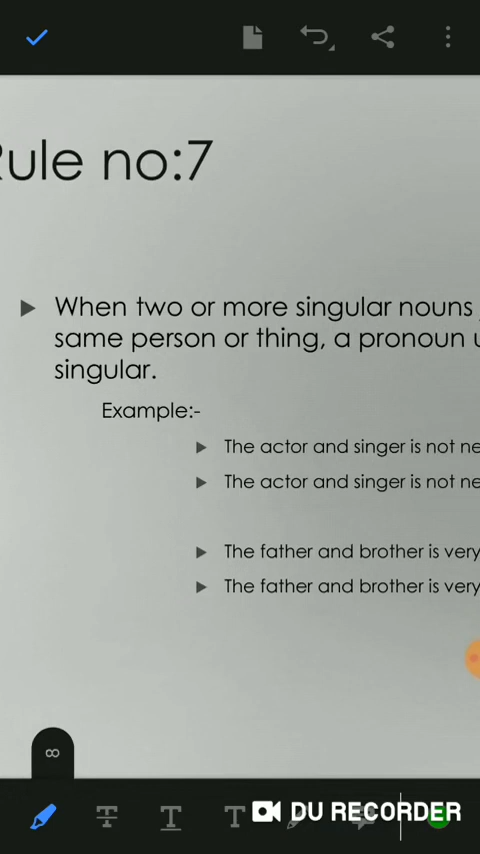 Rule no:7
When two or more singular nouns
same person or thing, a pronoun
singular.
Example:-
The actor and singer is not ne
The actor and singer is not ne
The father and brother is very
The father and brother is very
8
DU RECORDER